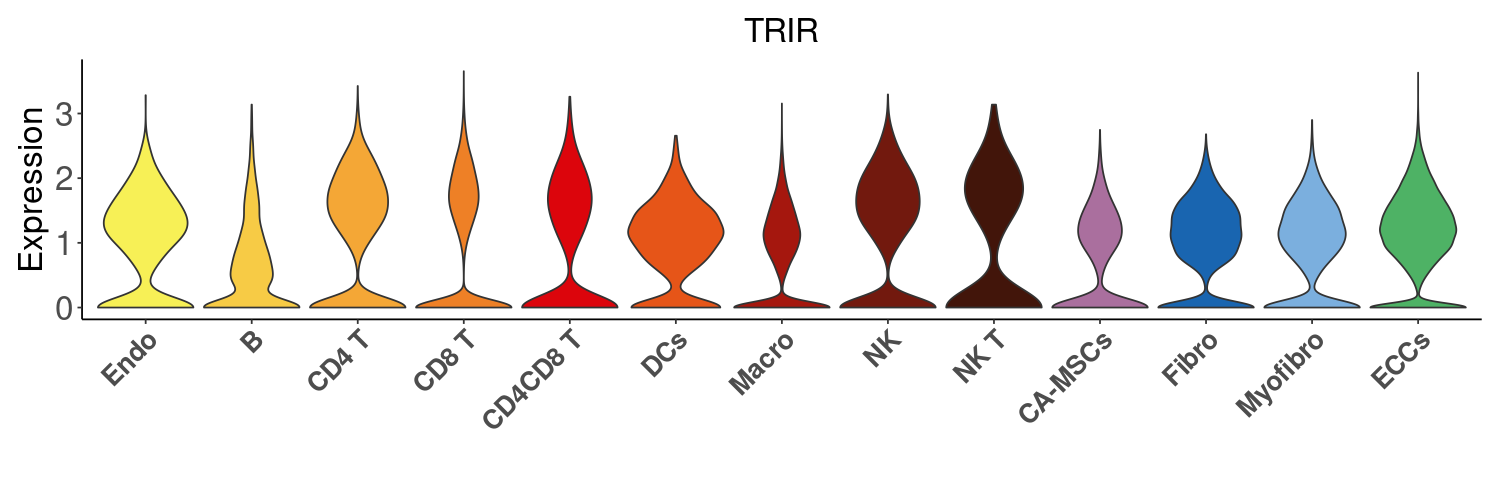 TRIR
Expression
3
2
1
0
Endo
B
CD4 T
CD8 T
CD4CD8 T
DCs
Macro
NK
NK T
CA-MSCs
Fibro
Myofibro
ECCs